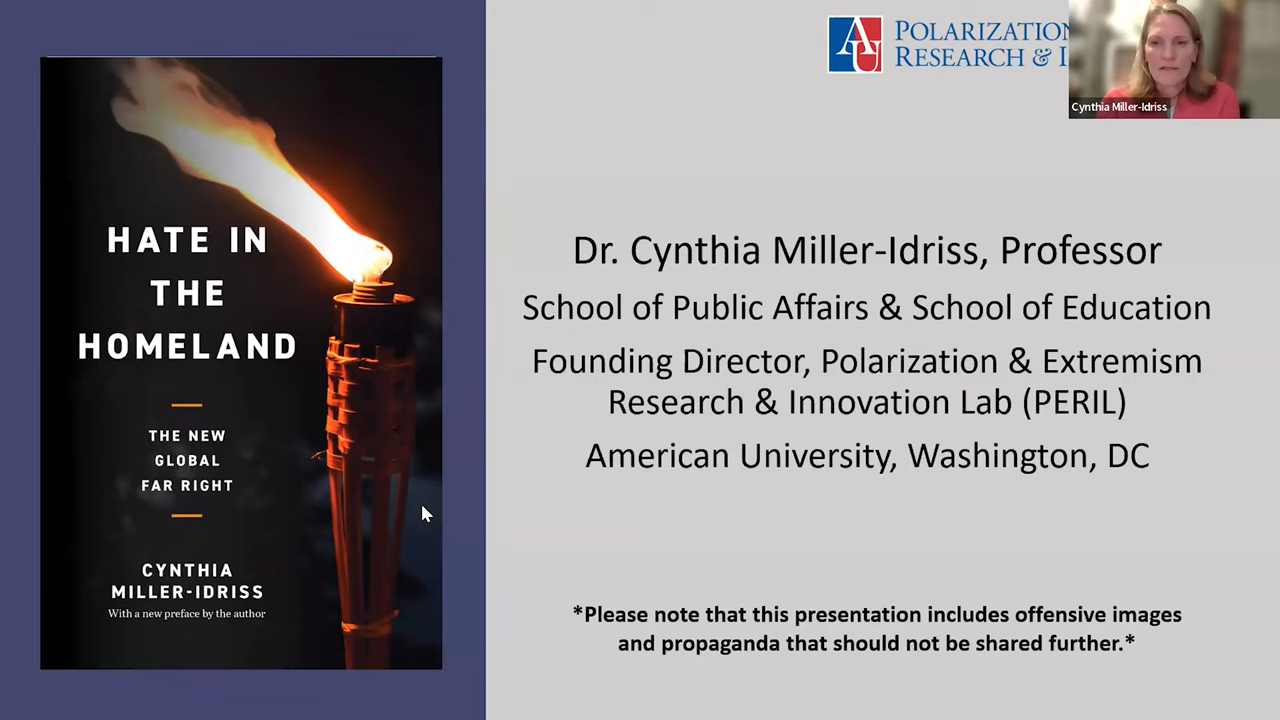 HATE IN
THE
HOMELAND
THE NEW
GLOBAL
FAR RIGHT
CYNTHIA
MILLER-IDRISS
With a new preface by the author
AU
POLARIZATION
RESEARCH &
Cynthia Miller-Idriss
Dr. Cynthia Miller-Idriss, Professor
School of Public Affairs & School of Education
Founding Director, Polarization & Extremism
Research & Innovation Lab (PERIL)
American University, Washington, DC
*Please note that this presentation includes offensive images
and propaganda that should not be shared further.*